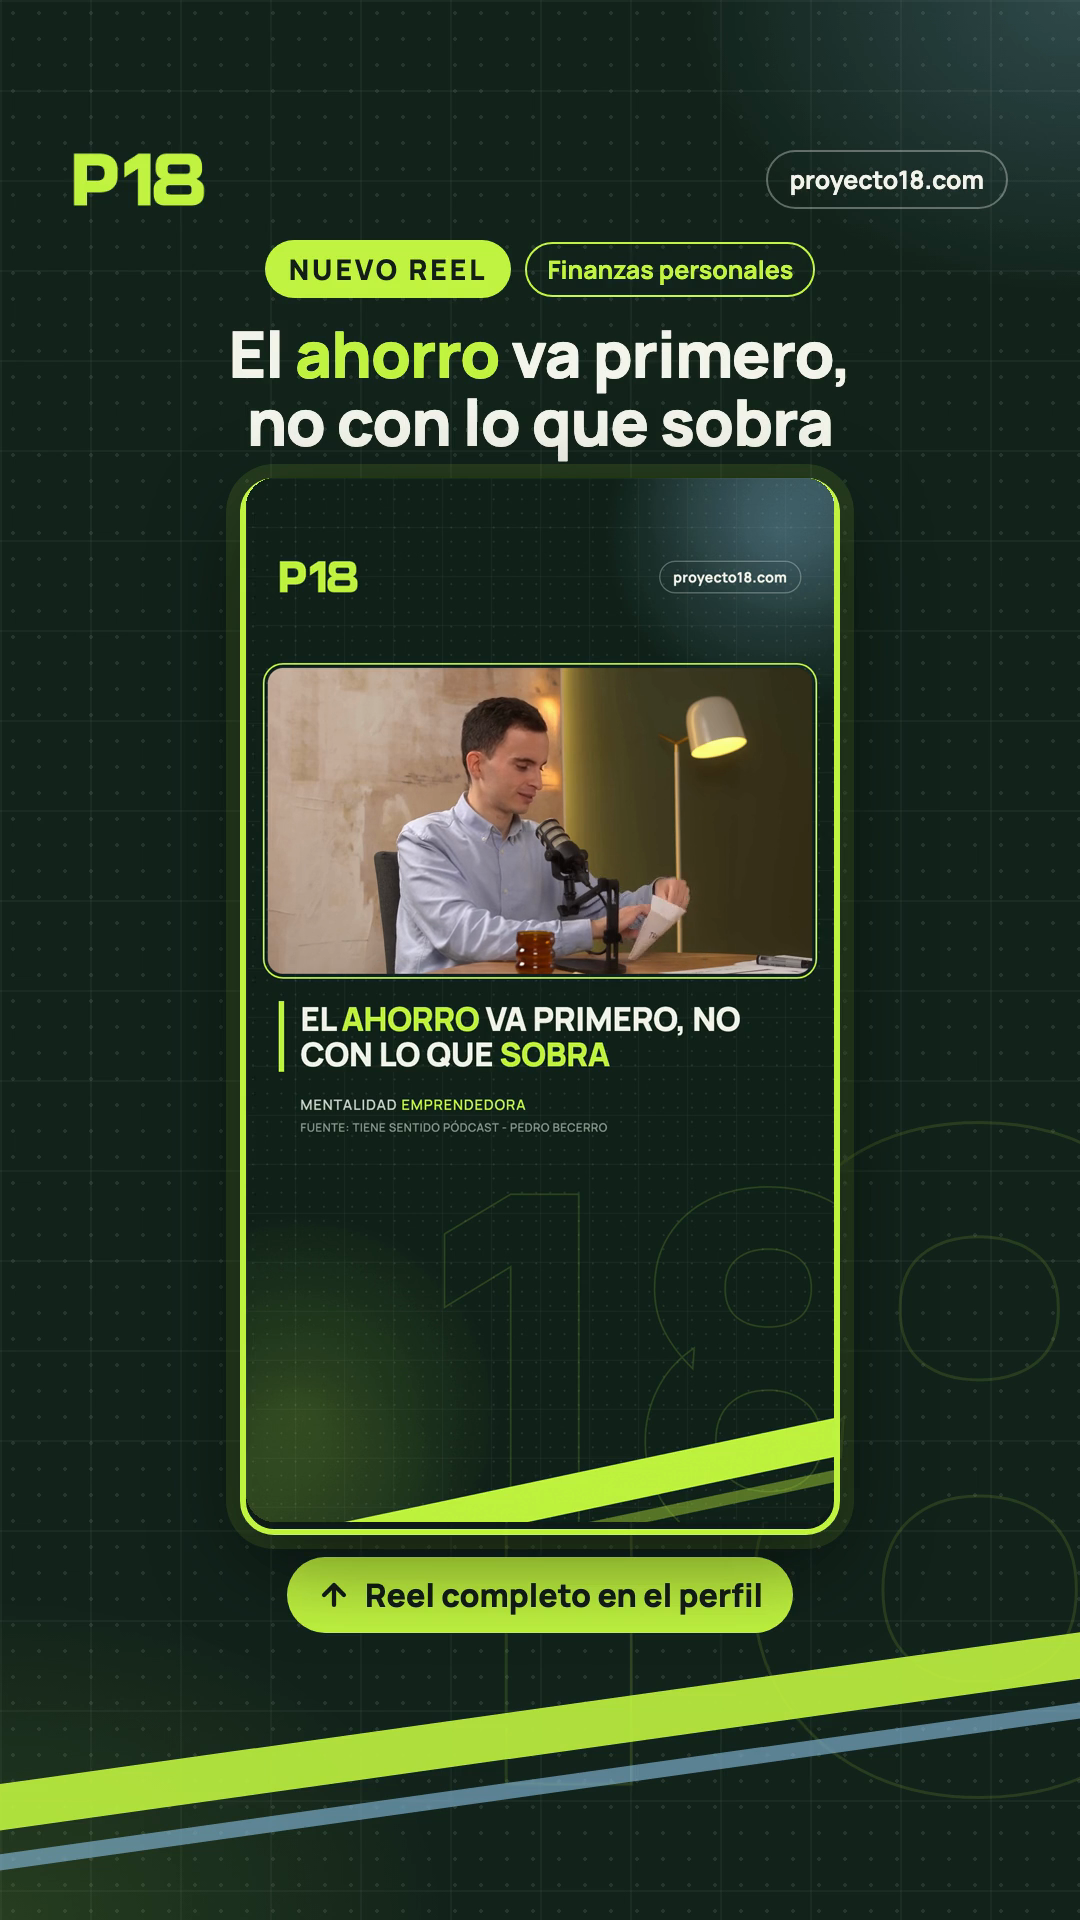 P18
proyecto18.com
NUEVO REEL
Finanzas personales
El ahorro va primero,
no con lo que sobra
P18
proyecto18.com
EL AHORRO VA PRIMERO, NO
CON LO QUE SOBRA
MENTALIDAD EMPRENDEDORA
FUENTE: TIENE SENTIDO PÓDCAST - PEDRO BECERRO
18
↑ Reel completo en el perfil
18